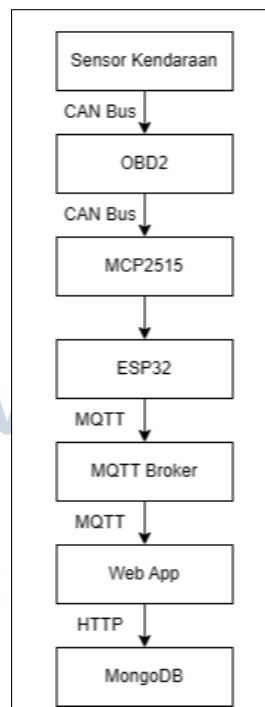 Sensor Kendaraan
CAN Bus
OBD2
CAN Bus
MCP2515
ESP32
MQTT
MQTT Broker
MQTT
Web App
HTTP
MongoDB